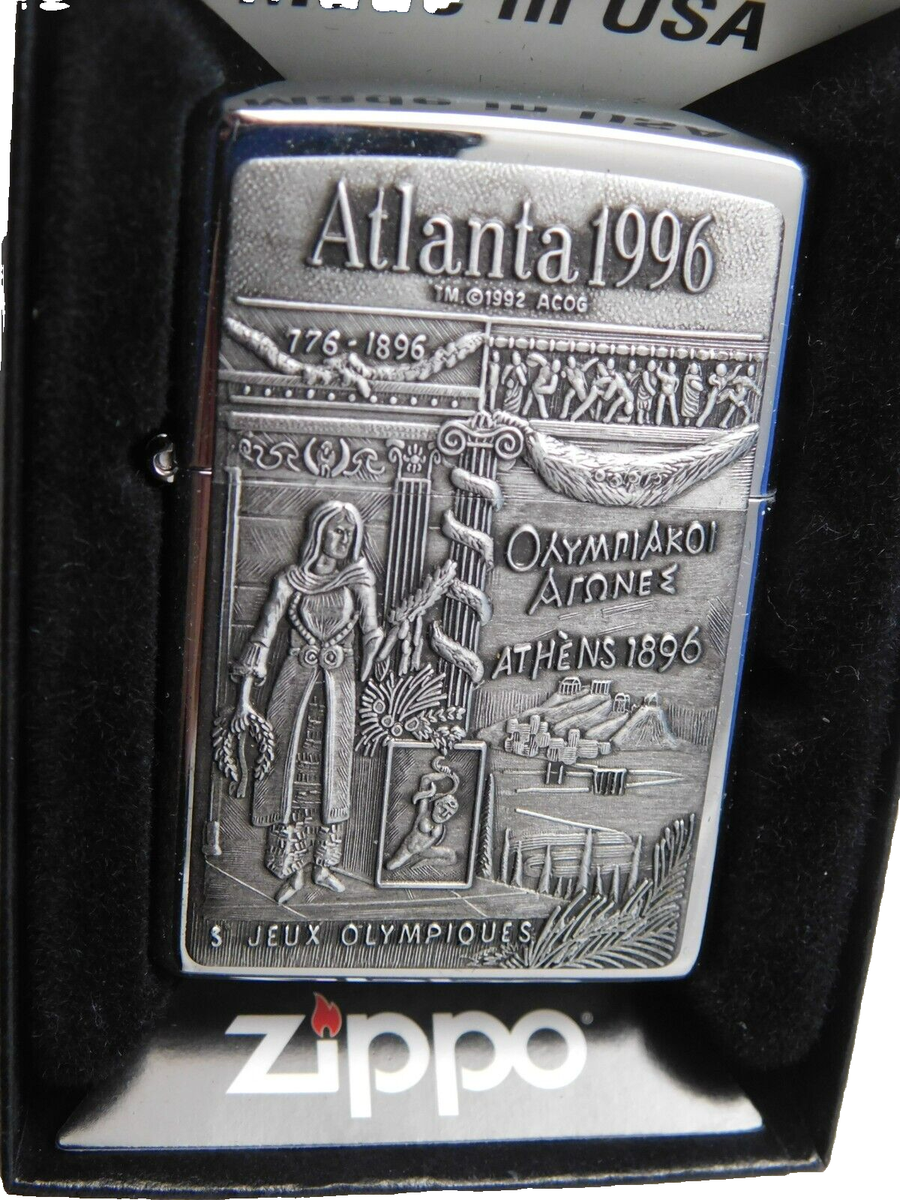 Made in USA
Atlanta 1996
TM.©1992 ACOG
776-1896
ΟΛΥΜΠΙΑΚΟΙ
ΑΓΩΝΕΣ
ATHÈNS 1896
S JEUX OLYMPIQUES
zippo